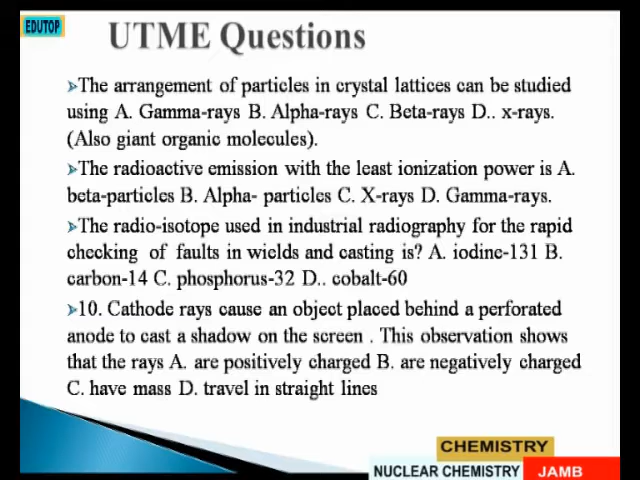 EDUTOP
UTME Questions
➢The arrangement of particles in crystal lattices can be studied
using A. Gamma-rays B. Alpha-rays C. Beta-rays D.. x-rays.
(Also giant organic molecules).
➢The radioactive emission with the least ionization power is A.
beta-particles B. Alpha- particles C. X-rays D. Gamma-rays.
➢The radio-isotope used in industrial radiography for the rapid
checking of faults in wields and casting is? A. iodine-131 B.
carbon-14 C. phosphorus-32 D.. cobalt-60
➢10. Cathode rays cause an object placed behind a perforated
anode to cast a shadow on the screen . This observation shows
that the rays A. are positively charged B. are negatively charged
C. have mass D. travel in straight lines
CHEMISTRY
NUCLEAR CHEMISTRY JAMB